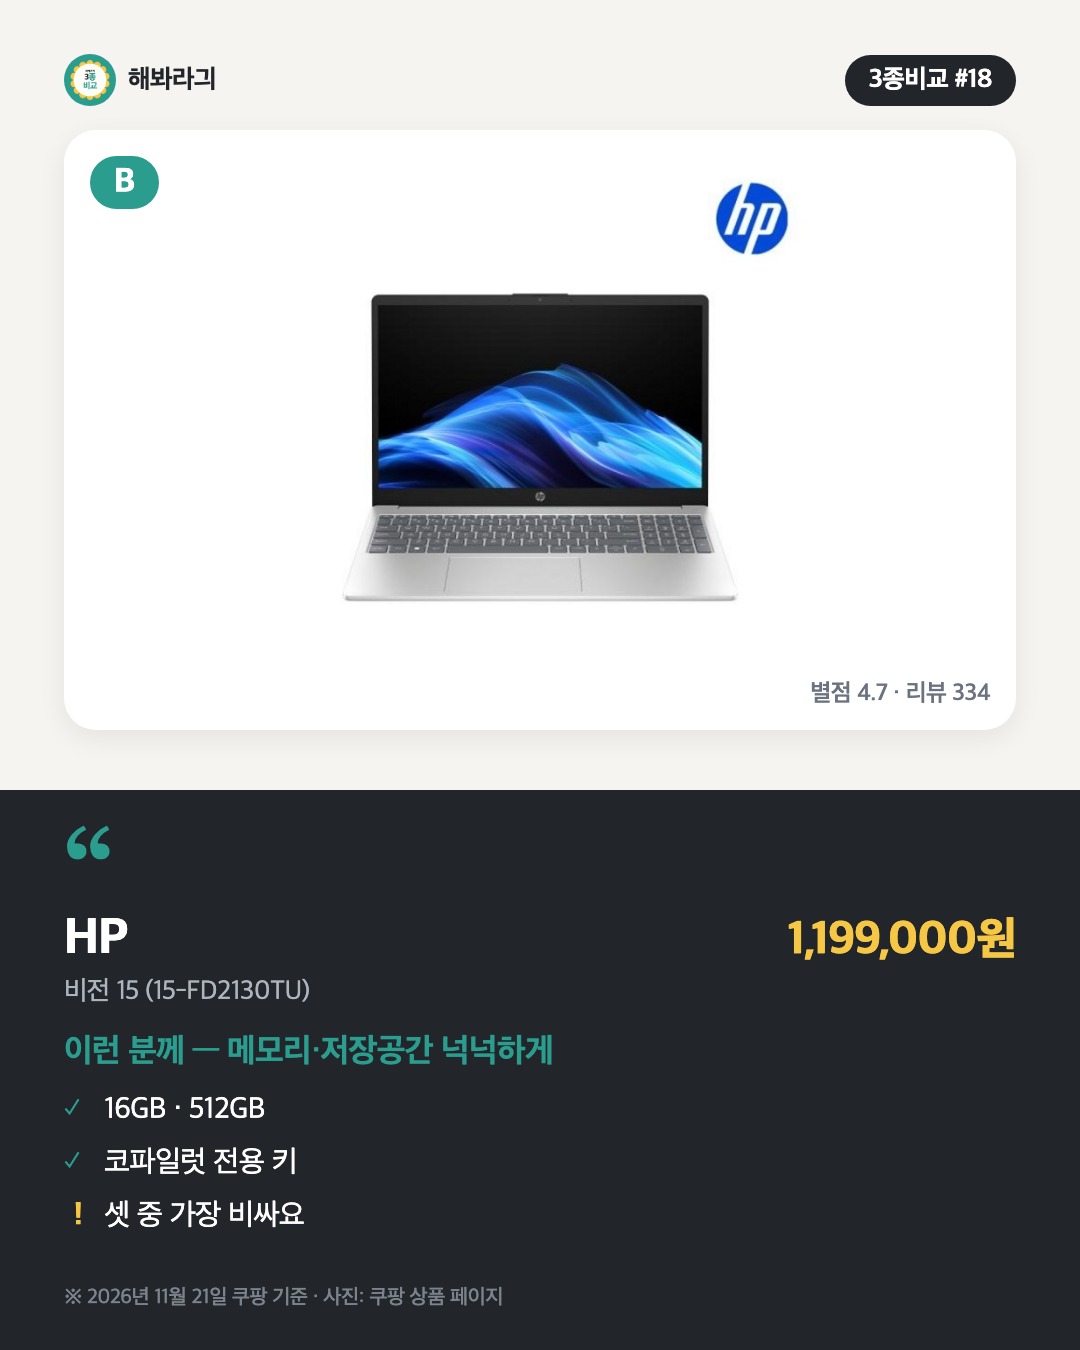 3종
비교
해봐라긔
3종비교 #18
B
hp
별점 4.7 · 리뷰 334
“
HP
1,199,000원
비전 15 (15-FD2130TU)
이런 분께 — 메모리·저장공간 넉넉하게
✓ 16GB · 512GB
✓ 코파일럿 전용 키
! 셋 중 가장 비싸요
※ 2026년 11월 21일 쿠팡 기준 · 사진: 쿠팡 상품 페이지